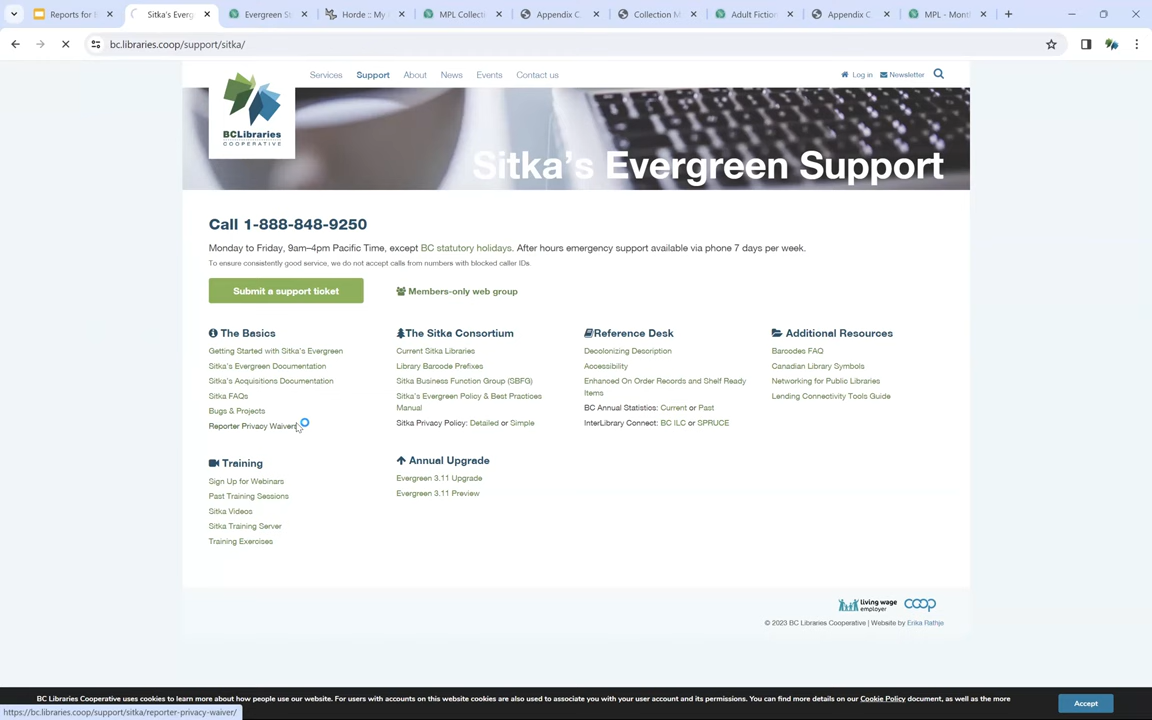 Reports for
Sitka's Everg
Evergreen S
Horde :: My
MPL Collecti
Appendix C
Collection M
Adult Fictio
Appendix C
MPL - Mont
bc.libraries.coop/support/sitka/
Services Support About News Events Contact us
Log in Newsletter
BCLibraries
COOPERATIVE
Sitka's Evergreen Support
Call 1-888-848-9250
Monday to Friday, 9am–4pm Pacific Time, except BC statutory holidays. After hours emergency support available via phone 7 days per week.
To ensure consistently good service, we do not accept calls from numbers with blocked caller IDs
Submit a support ticket
Members-only web group
The Basics
Getting Started with Sitka's Evergreen
Sitka's Evergreen Documentation
Sitka's Acquisitions Documentation
Sitka FAQs
Bugs & Projects
Reporter Privacy Waivers
The Sitka Consortium
Current Sitka Libraries
Library Barcode Prefixes
Sitka Business Function Group (SBFG)
Sitka's Evergreen Policy & Best Practices
Manual
Sitka Privacy Policy: Detailed or Simple
Reference Desk
Decolonizing Description
Accessibility
Enhanced On Order Records and Shelf Ready
Items
BC Annual Statistics: Current or Past
InterLibrary Connect: BC ILC or SPRUCE
Additional Resources
Barcodes FAQ
Canadian Library Symbols
Networking for Public Libraries
Lending Connectivity Tools Guide
Training
Sign Up for Webinars
Past Training Sessions
Sitka Videos
Sitka Training Server
Training Exercises
Annual Upgrade
Evergreen 3.11 Upgrade
Evergreen 3.11 Preview
living wage
employer
coop
© 2023 BC Libraries Cooperative | Website by Erika Rathje
BC Libraries Cooperative uses cookies to learn more about how people use our website. For users with accounts on this website cookies are also used to associate you with your user account and its permissions. You can find more details on our Cookie Policy document, as well as the more
Accept
https://bc.libraries.coop/support/sitka/reporter-privacy-waiver/